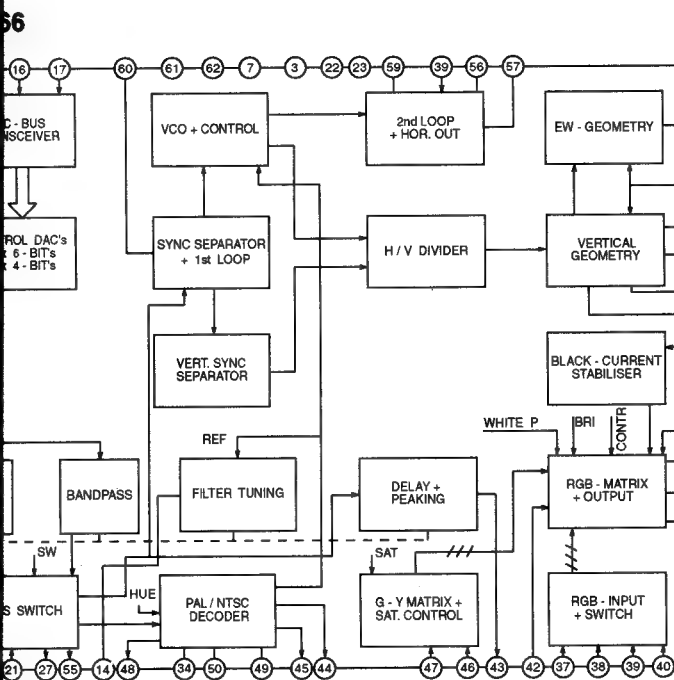 66
16 17 60 61 62 7 3 22 23 59 39 56 57
C - BUS
NSCEIVER
VCO + CONTROL
2nd LOOP
+ HOR. OUT
EW - GEOMETRY
ROL DAC's
x 6 - BIT's
x 4 - BIT's
SYNC SEPARATOR
+ 1st LOOP
H / V DIVIDER
VERTICAL
GEOMETRY
VERT. SYNC
SEPARATOR
BLACK - CURRENT
STABILISER
WHITE P
BRI
CONTR
REF
BANDPASS
FILTER TUNING
DELAY +
PEAKING
RGB - MATRIX
+ OUTPUT
SW
SAT
HUE
S SWITCH
PAL / NTSC
DECODER
G - Y MATRIX +
SAT. CONTROL
RGB - INPUT
+ SWITCH
21 27 55 14 48 34 50 49 45 44 47 46 43 42 37 38 39 40